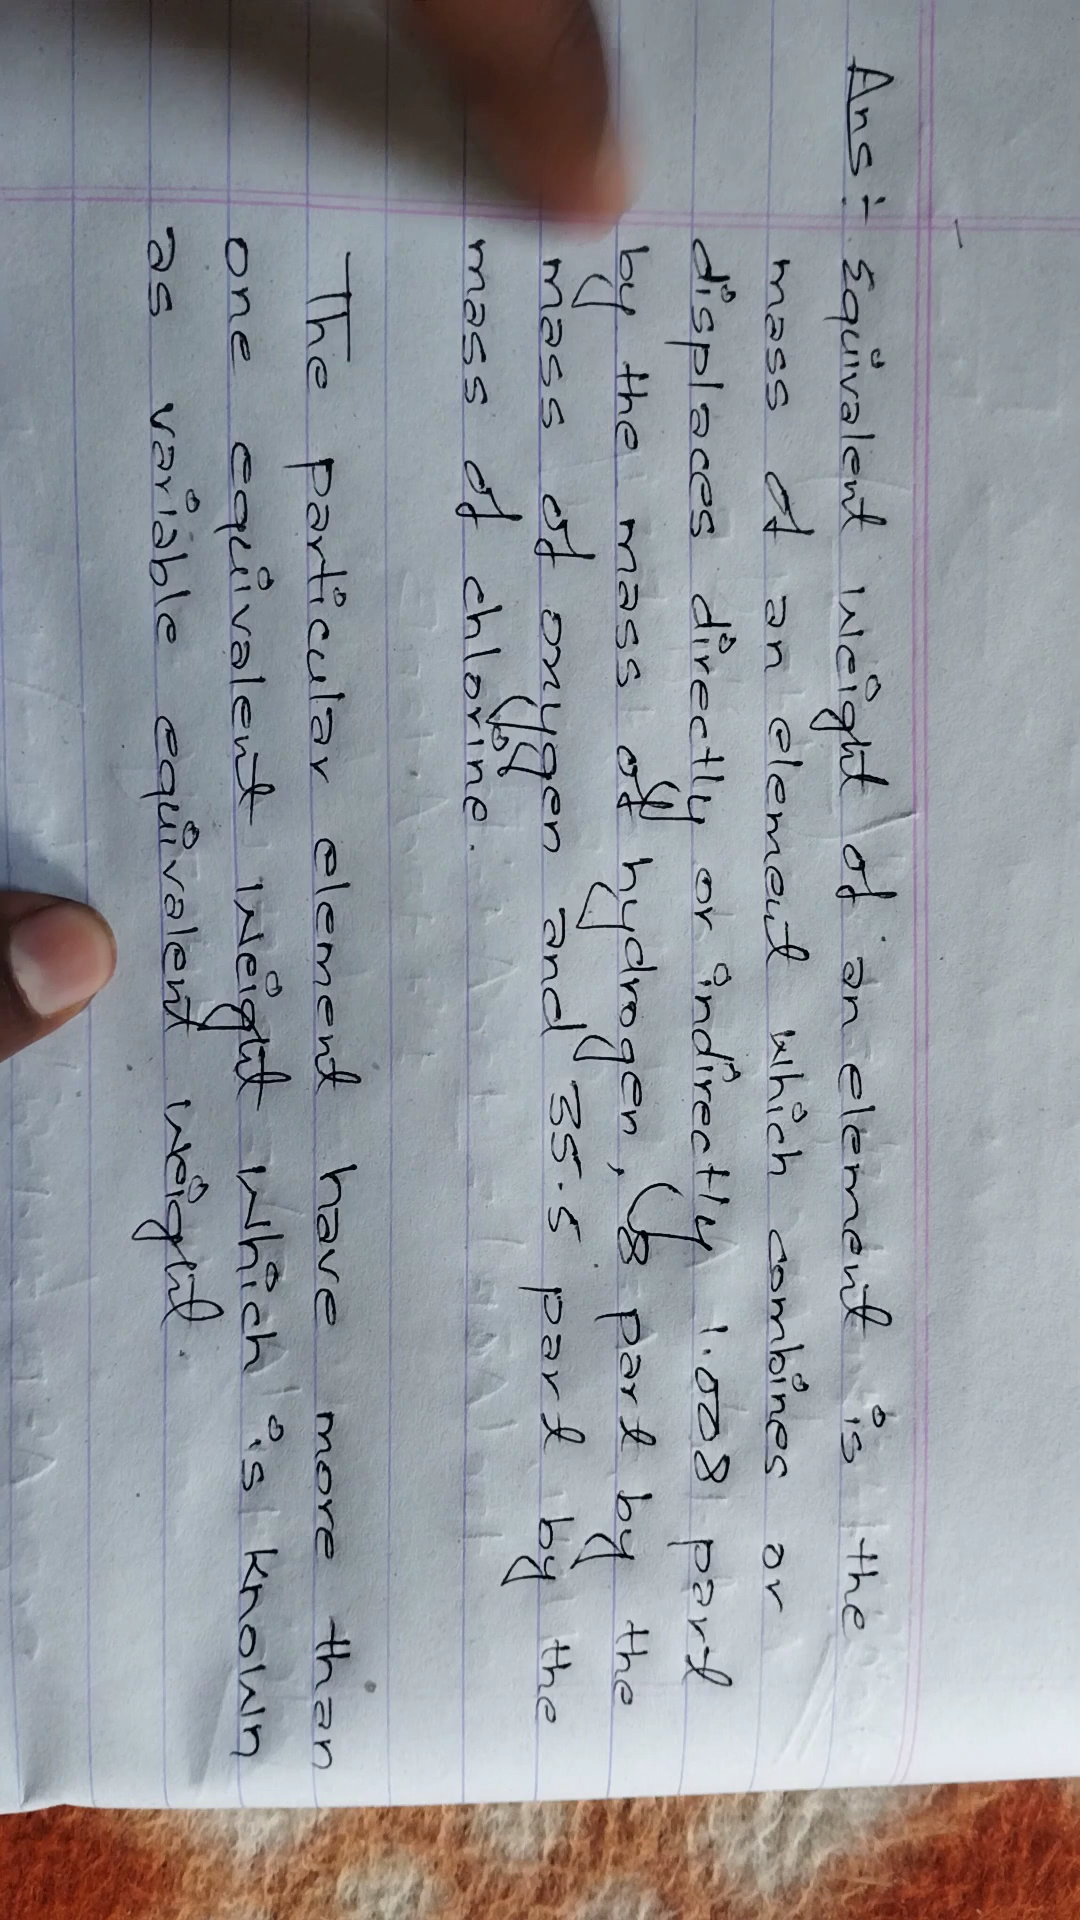 Ans:- Equivalent weight of an element is the
mass of an element which combines or
displaces directly or indirectly 1.008 part
by the mass of hydrogen, 8 part by the
mass of oxygen and 35.5 part by the
mass of chlorine.
The particular element have more than
one equivalent weight which is known
as variable equivalent weight.